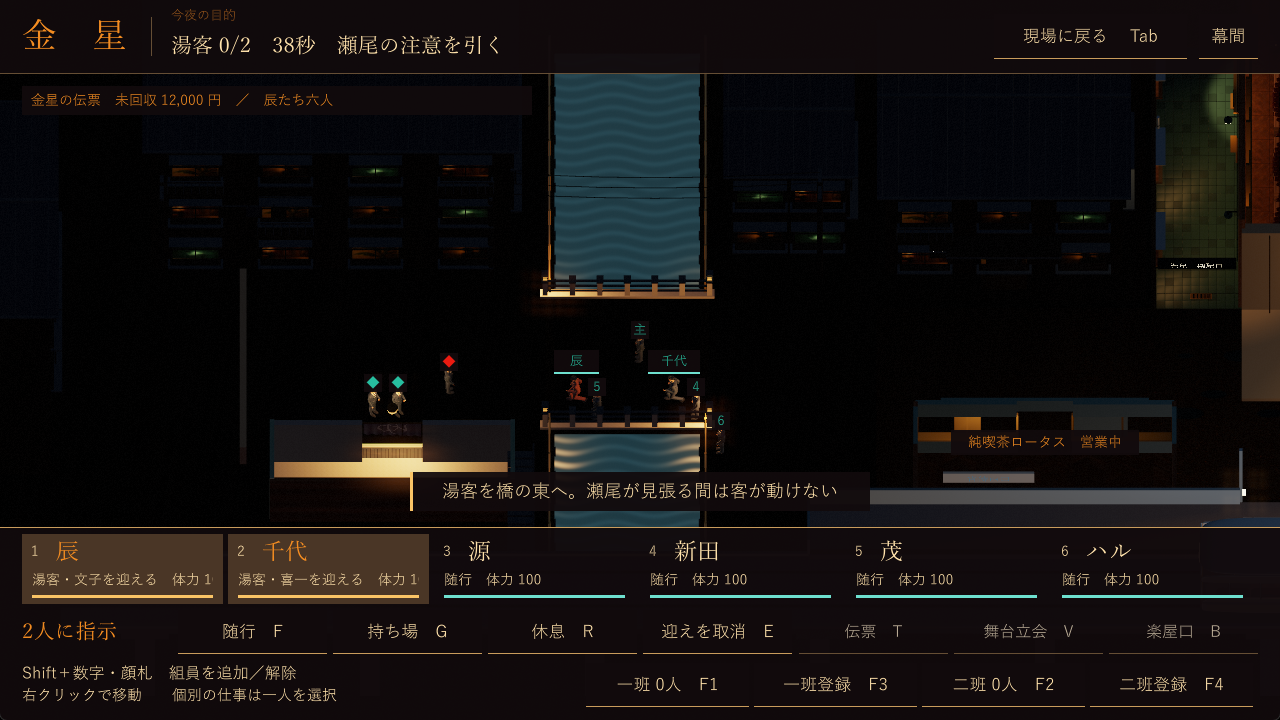 金星
今夜の目的
湯客 0/2　38秒　瀬尾の注意を引く
現場に戻る　Tab
幕間
金星の伝票　未回収 12,000 円　／　辰たち六人
主
辰
千代
5
4
6
純喫茶ロータス　営業中
湯客を橋の東へ。瀬尾が見張る間は客が動けない
1 辰
湯客・文子を迎える　体力 1
2 千代
湯客・喜一を迎える　体力 1
3 源
随行　体力 100
4 新田
随行　体力 100
5 茂
随行　体力 100
6 ハル
随行　体力 100
2人に指示
随行　F
持ち場　G
休息　R
迎えを取消　E
伝票　T
舞台立会　V
楽屋口　B
Shift＋数字・顔札　組員を追加／解除
右クリックで移動　個別の仕事は一人を選択
一班 0人　F1
一班登録　F3
二班 0人　F2
二班登録　F4